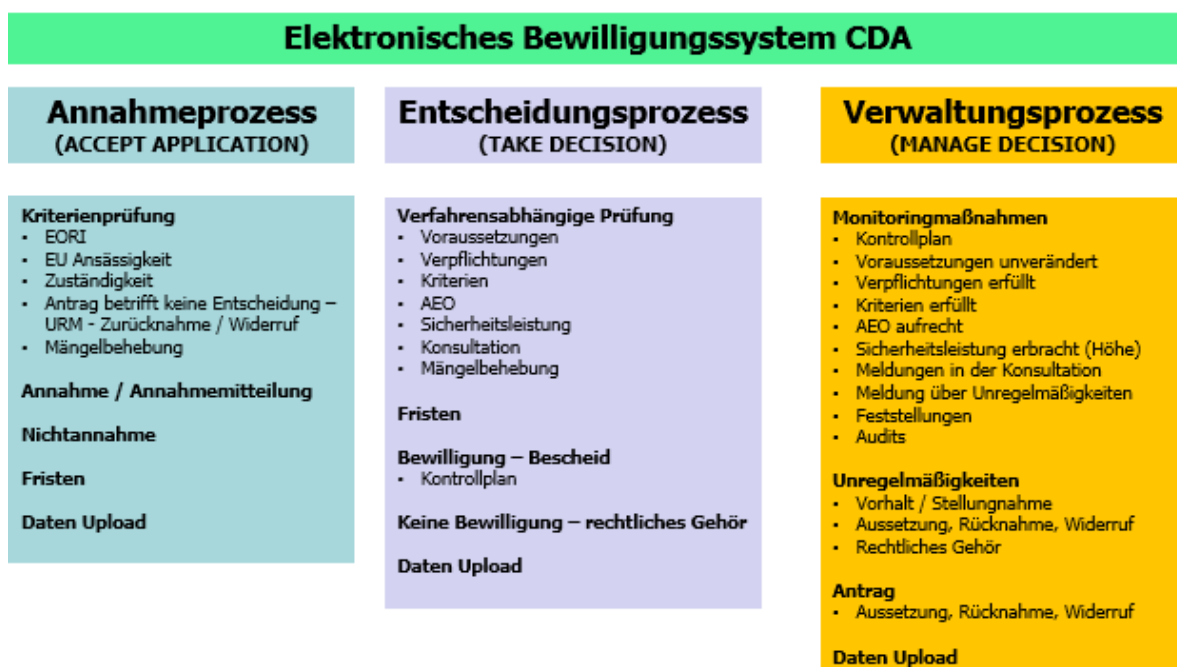 Elektronisches Bewilligungssystem CDA
Annahmeprozess
(ACCEPT APPLICATION)
Kriterienprüfung
• EORI
• EU Ansässigkeit
• Zuständigkeit
• Antrag betrifft keine Entscheidung –
URM - Zurücknahme / Widerruf
• Mängelbehebung
Annahme / Annahmemitteilung
Nichtannahme
Fristen
Daten Upload
Entscheidungsprozess
(TAKE DECISION)
Verfahrensabhängige Prüfung
• Voraussetzungen
• Verpflichtungen
• Kriterien
• AEO
• Sicherheitsleistung
• Konsultation
• Mängelbehebung
Fristen
Bewilligung – Bescheid
• Kontrollplan
Keine Bewilligung – rechtliches Gehör
Daten Upload
Verwaltungsprozess
(MANAGE DECISION)
Monitoringmaßnahmen
• Kontrollplan
• Voraussetzungen unverändert
• Verpflichtungen erfüllt
• Kriterien erfüllt
• AEO aufrecht
• Sicherheitsleistung erbracht (Höhe)
• Meldungen in der Konsultation
• Meldung über Unregelmäßigkeiten
• Feststellungen
• Audits
Unregelmäßigkeiten
• Vorhalt / Stellungnahme
• Aussetzung, Rücknahme, Widerruf
• Rechtliches Gehör
Antrag
• Aussetzung, Rücknahme, Widerruf
Daten Upload